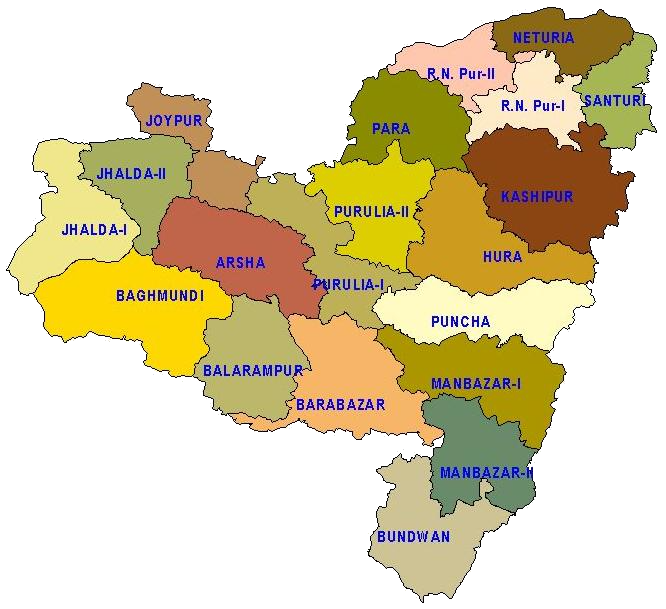 NETURIA
R.N. Pur-II
R.N. Pur-I
SANTURI
JOYPUR
PARA
JHALDA-II
KASHIPUR
PURULIA-II
JHALDA-I
HURA
ARSHA
PURULIA-I
BAGHMUNDI
PUNCHA
BALARAMPUR
MANBAZAR-I
BARABAZAR
MANBAZAR-II
BUNDWAN